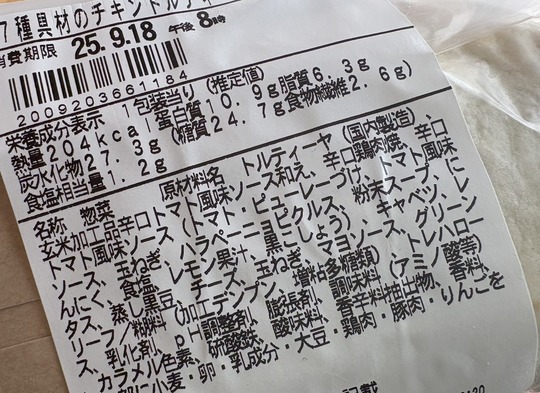 7種具材のチキントルティ
消費期限 25.9.18 午後8時
2009203661184
栄養成分表示 1包装当り(推定値)
熱量204kcal 蛋白質10.9g脂質6.3g
炭水化物27.3g(糖質24.7g食物繊維2.6g)
食塩相当量1.2g
名称 惣菜 原材料名 トルティーヤ(国内製造)、
玄米加工品辛口トマト風味ソース和え、辛口鶏肉焼、辛口
トマト風味ソース(トマト・ピューレーづけ、トマト風味
ソース、玉ねぎ、ハラペーニョピクルス、粉末スープ、に
んにく、食塩、レモン果汁、黒こしょう)、キャベツ、レ
タス、蒸し黒豆、チーズ、玉ねぎ、マヨソース、グリーン
リーフ/粘料(加工デンプン、増粘多糖類)、トレハロー
ス、乳化剤、pH調整剤、膨張剤、調味料(アミノ酸等)
カラメル色素、硫酸鉄、酸味料、香辛料抽出物、香料、
部に小麦・卵・乳成分・大豆・鶏肉・豚肉・りんごを